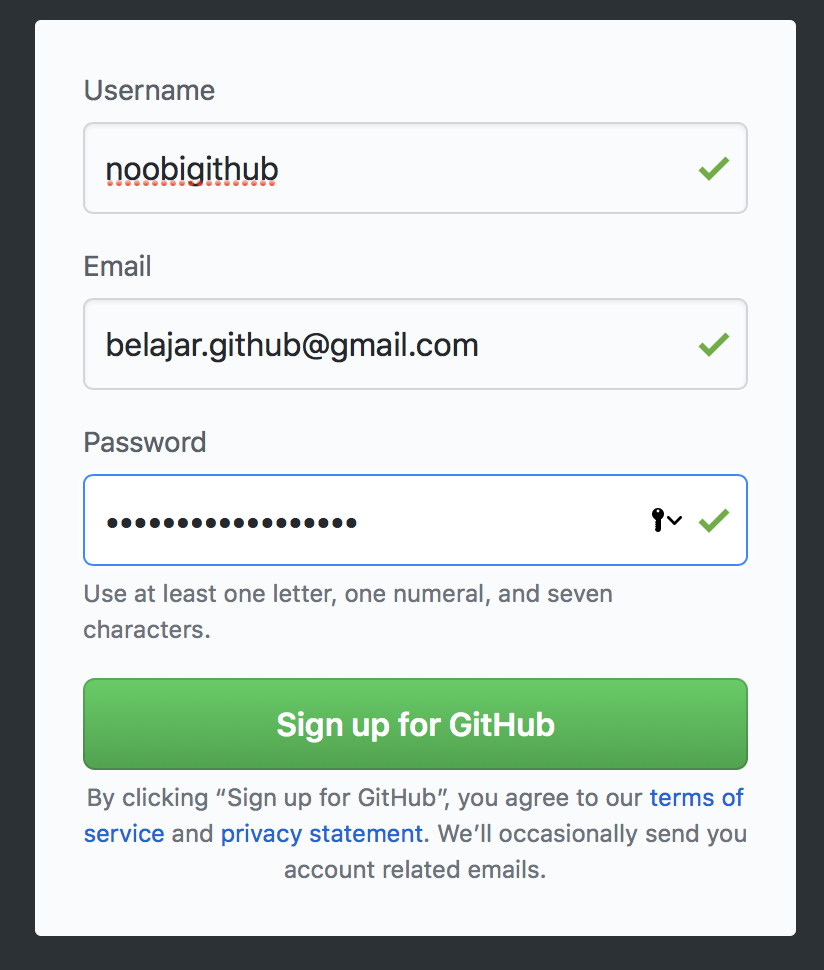 Username
noobigithub
Email
belajar.github@gmail.com
Password
••••••••••••••••••
Use at least one letter, one numeral, and seven
characters.
Sign up for GitHub
By clicking “Sign up for GitHub”, you agree to our terms of
service and privacy statement. We’ll occasionally send you
account related emails.